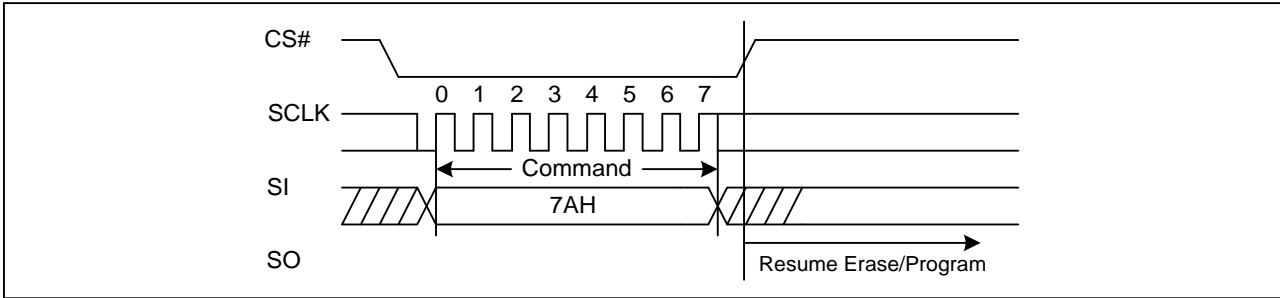 CS#
0 1 2 3 4 5 6 7
SCLK
Command
SI
7AH
SO
Resume Erase/Program